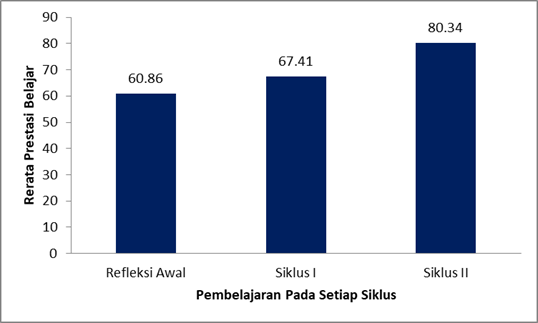 Rerata Prestasi Belajar
90
80
70
60
50
40
30
20
10
0
60.86
67.41
80.34
Refleksi Awal
Siklus I
Siklus II
Pembelajaran Pada Setiap Siklus